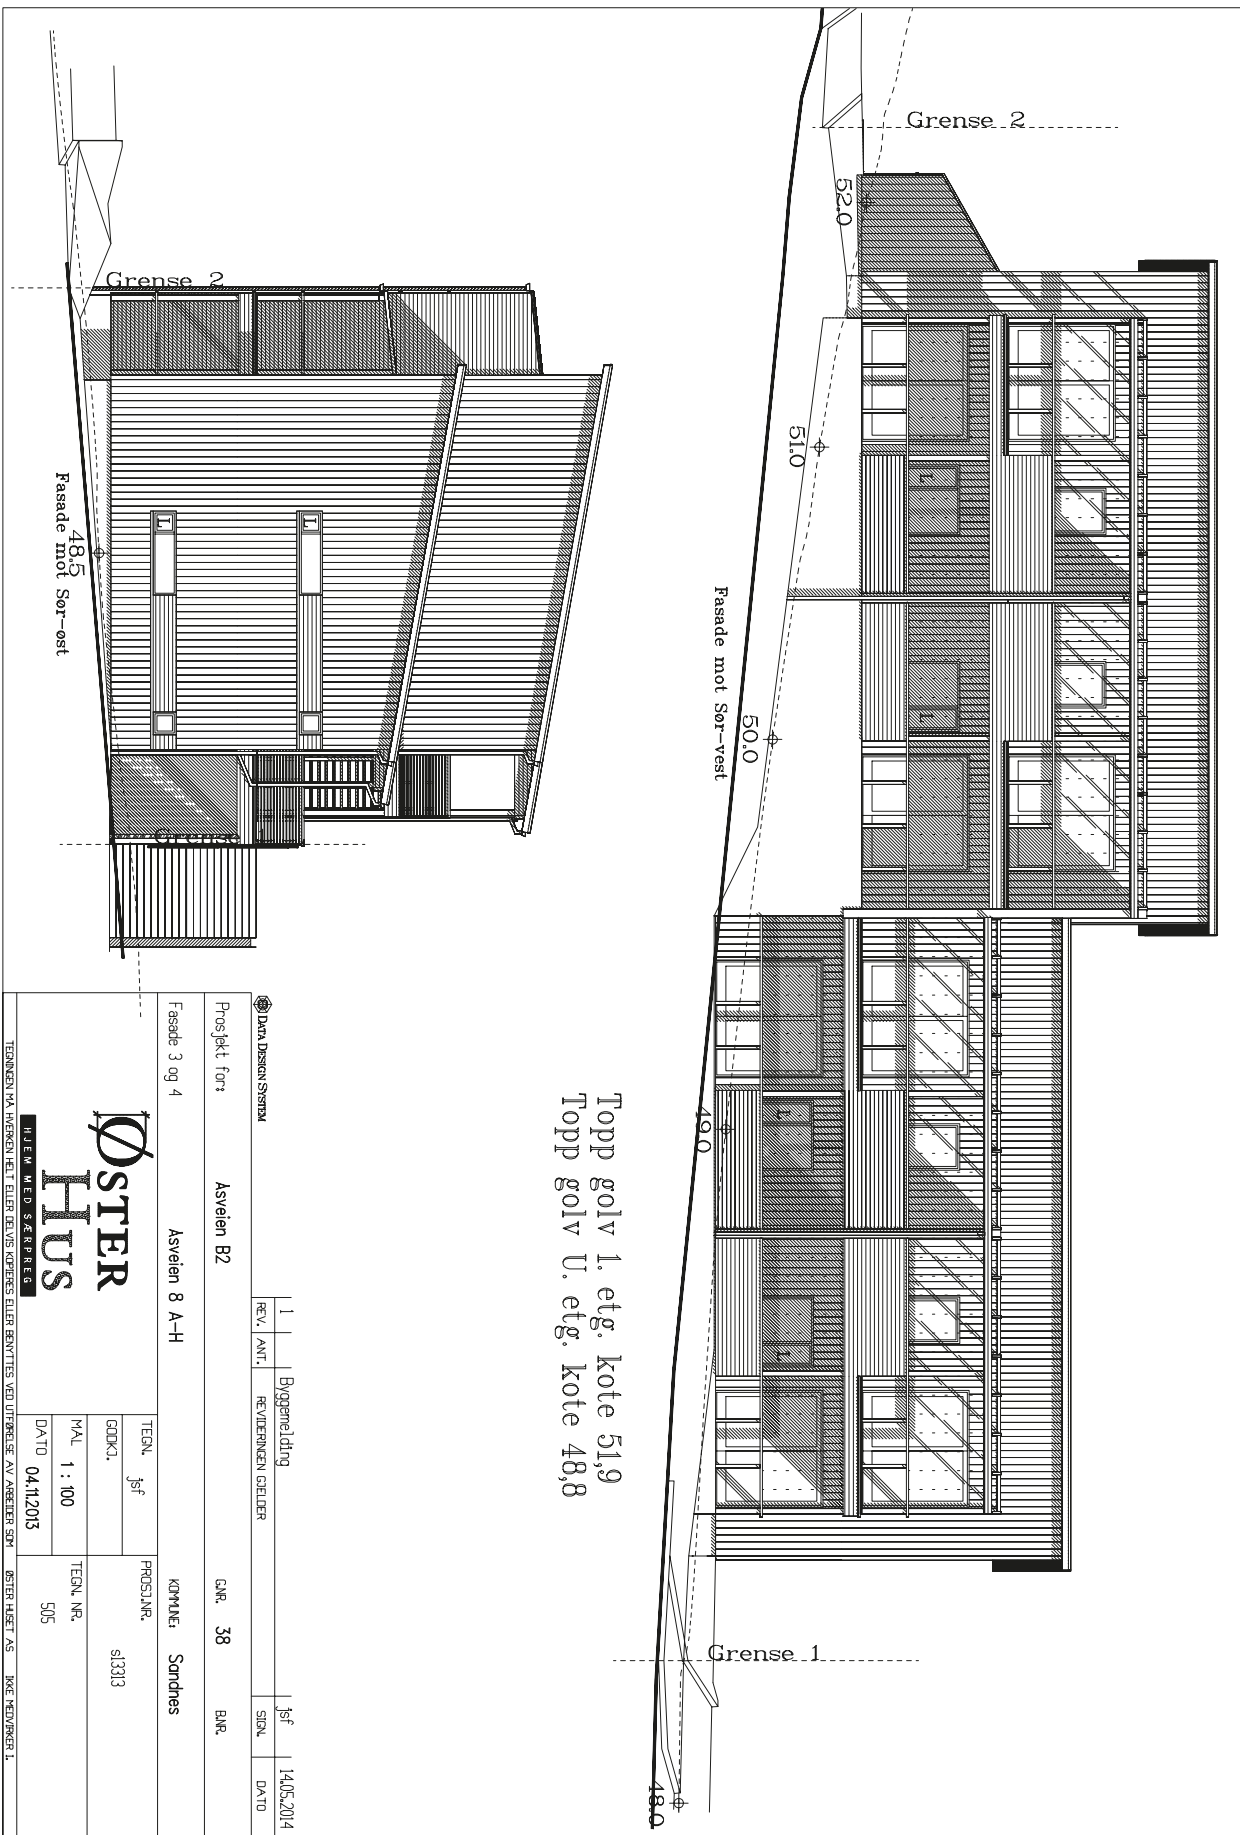 Grense 2
52.0
51.0
50.0
49.0
48.0
Grense 1
Fasade mot Sør-vest
Grense 2
48.5
Fasade mot Sør-øst
L
L
L
L
L
L
Grense 1
Topp golv 1. etg. kote 51,9
Topp golv U. etg. kote 48,8
1 Byggemelding jsf 14.05.2014
REV. ANT. REVIDERINGEN GJELDER SIGN. DATO
DATA DESIGN SYSTEM
Prosjekt for: Åsveien B2 G.NR. 38 B.NR.
Fasade 3 og 4 Åsveien 8 A-H KOMMUNE: Sandnes
ØSTER
HUS
HJEM MED SÆRPREG
TEGN. jsf
GODKJ.
MÅL 1 : 100
DATO 04.11.2013
PROSJ.NR.
s13313
TEGN. NR.
505
TEGNINGEN MÅ HVERKEN HELT ELLER DELVIS KOPIERES ELLER BENYTTES VED UTFØRELSE AV ARBEIDER SOM ØSTER HUSET AS IKKE MEDVIRKER I.